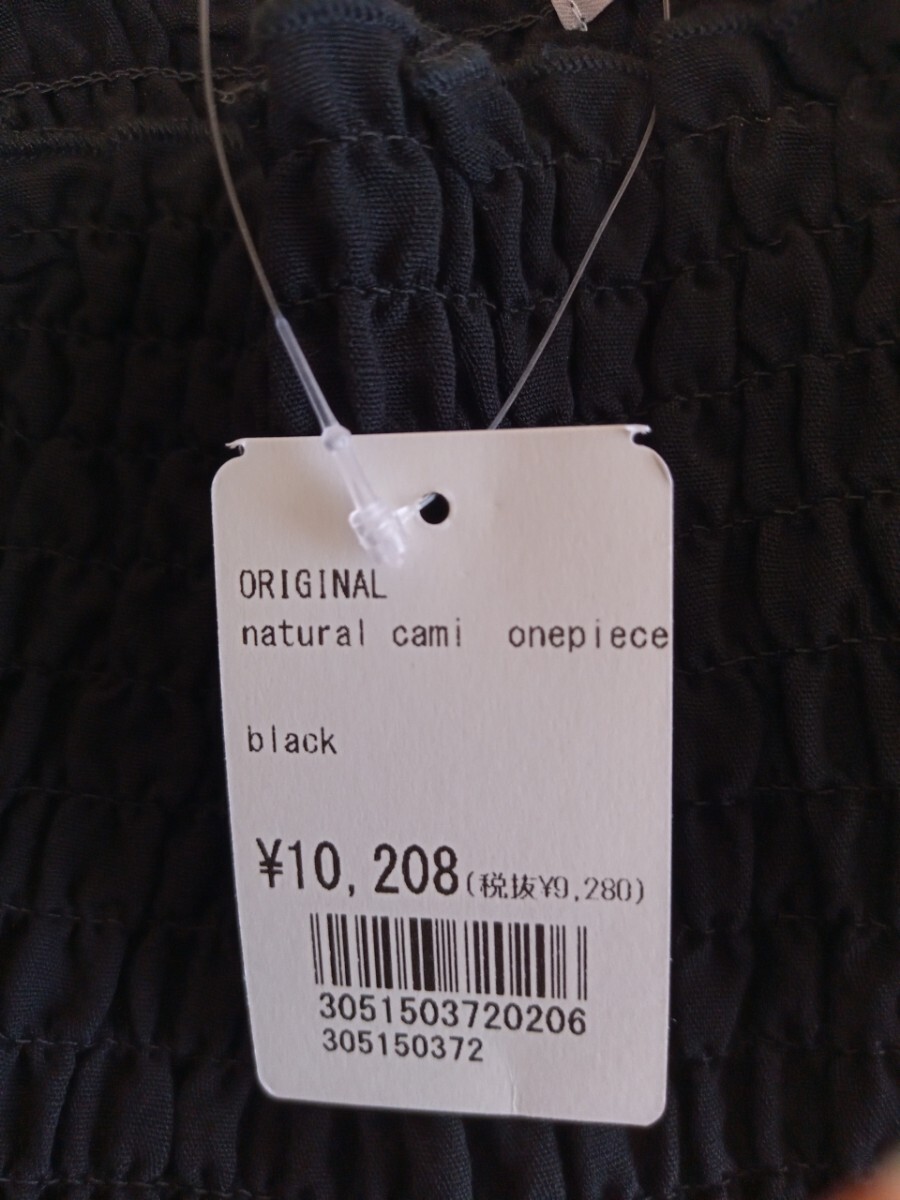 ORIGINAL
natural cami onepiece
black
¥10,208(税抜¥9,280)
3051503720206
305150372